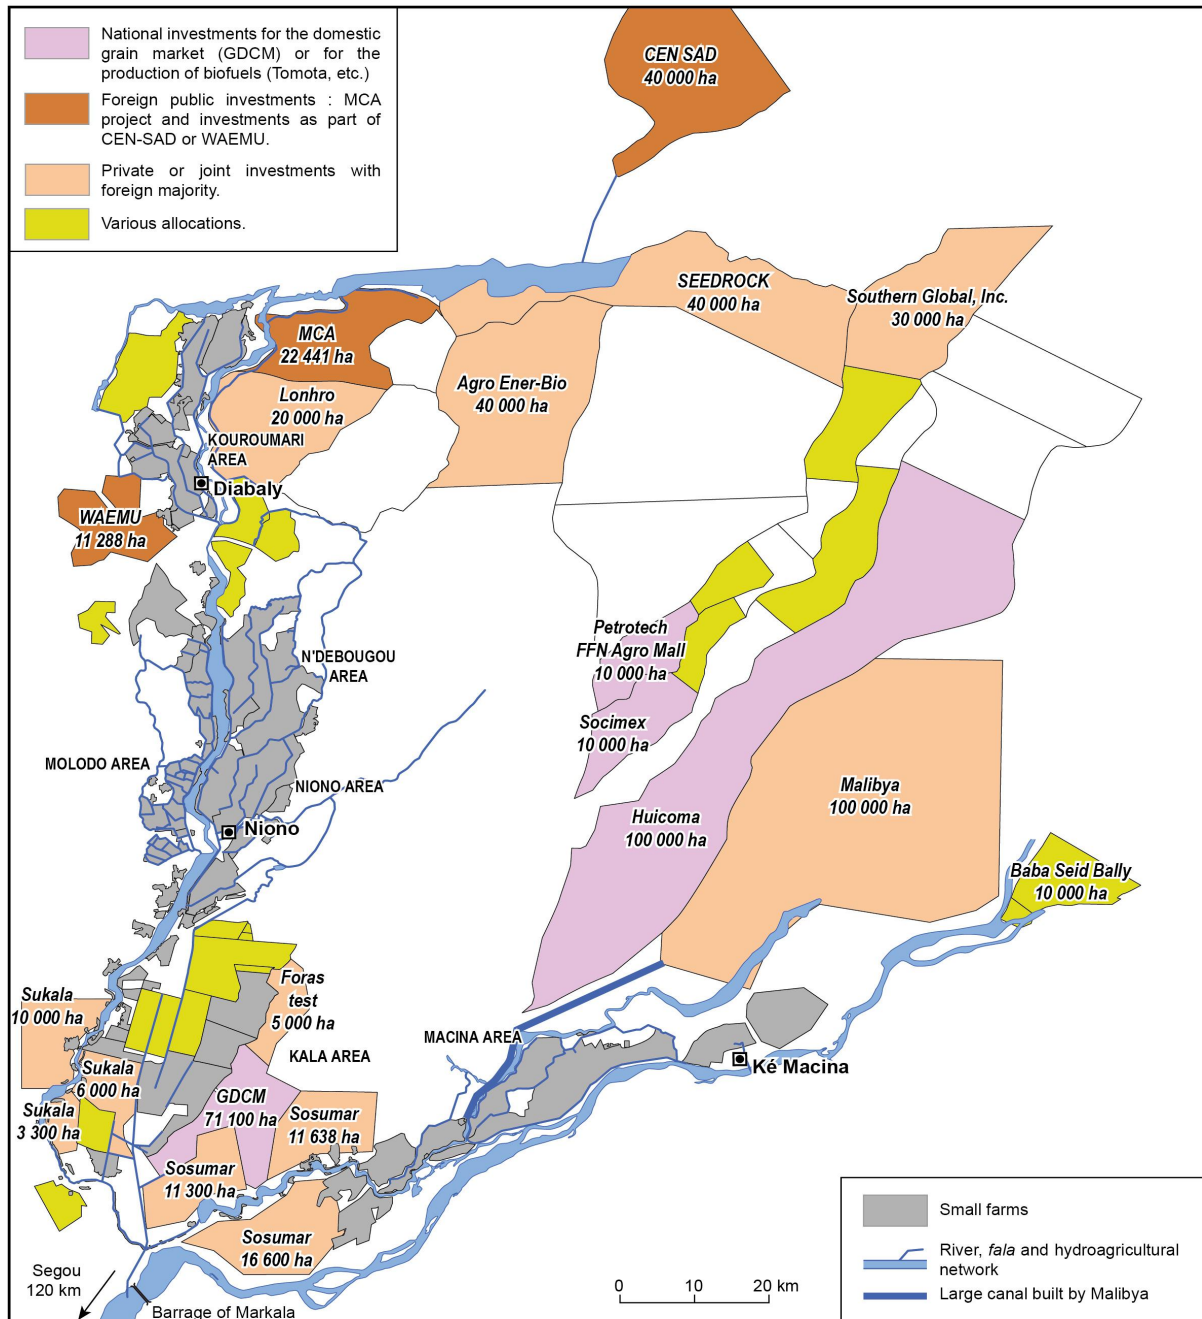 National investments for the domestic
grain market (GDCM) or for the
production of biofuels (Tomota, etc.)
Foreign public investments : MCA
project and investments as part of
CEN-SAD or WAEMU.
Private or joint investments with
foreign majority.
Various allocations.
CEN SAD
40 000 ha
SEEDROCK
40 000 ha
Southern Global, Inc.
30 000 ha
MCA
22 441 ha
Agro Ener-Bio
40 000 ha
Lonhro
20 000 ha
KOUROUMARI
AREA
Diabaly
WAEMU
11 288 ha
Petrotech
FFN Agro Mall
10 000 ha
N'DEBOUGOU
AREA
Socimex
10 000 ha
MOLODO AREA
NIONO AREA
Malibya
100 000 ha
Huicoma
100 000 ha
Niono
Baba Seid Bally
10 000 ha
Foras
test
5 000 ha
Sukala
10 000 ha
MACINA AREA
KALA AREA
Ké Macina
Sukala
6 000 ha
GDCM
71 100 ha
Sukala
3 300 ha
Sosumar
11 638 ha
Sosumar
11 300 ha
Sosumar
16 600 ha
Segou
120 km
Barrage of Markala
0 10 20 km
Small farms
River, fala and hydroagricultural
network
Large canal built by Malibya